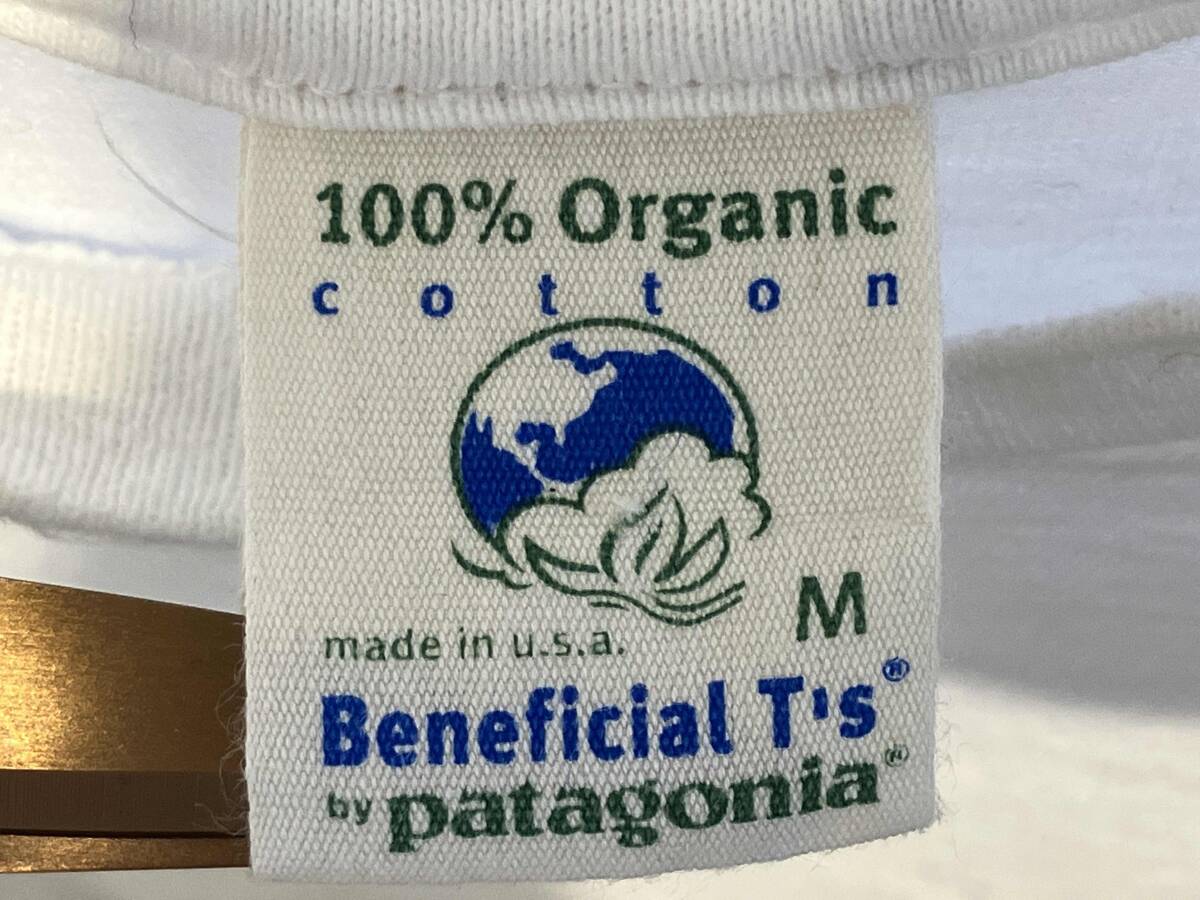 100% Organic
cotton
M
made in u.s.a.
Beneficial T's®
by patagonia®